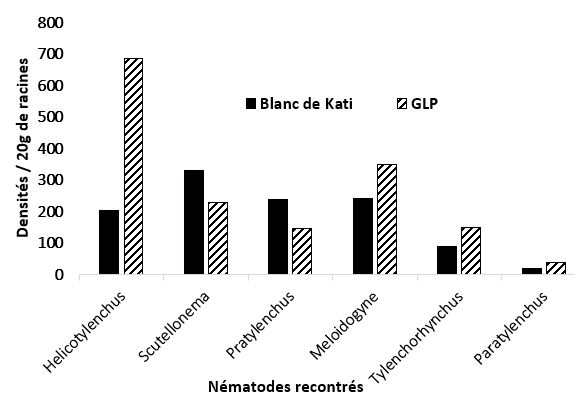 800
700
600
500
400
300
200
100
0
Densités / 20g de racines
Blanc de Kati
GLP
Helicotylenchus
Scutellonema
Pratylenchus
Meloidogyne
Tylenchorhynchus
Paratylenchus
Nématodes recontrés